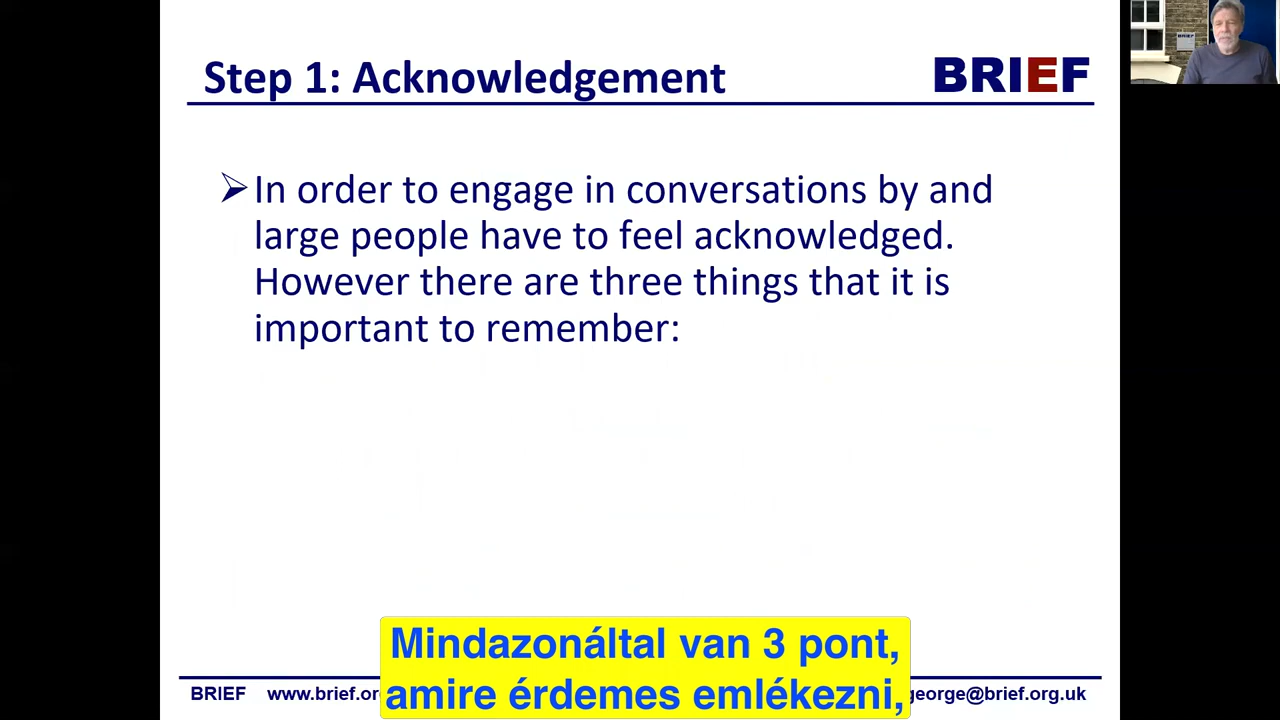 Step 1: Acknowledgement
BRIEF
BRIEF
In order to engage in conversations by and
large people have to feel acknowledged.
However there are three things that it is
important to remember:
Mindazonáltal van 3 pont,
amire érdemes emlékezni,
BRIEF www.brief.or
george@brief.org.uk